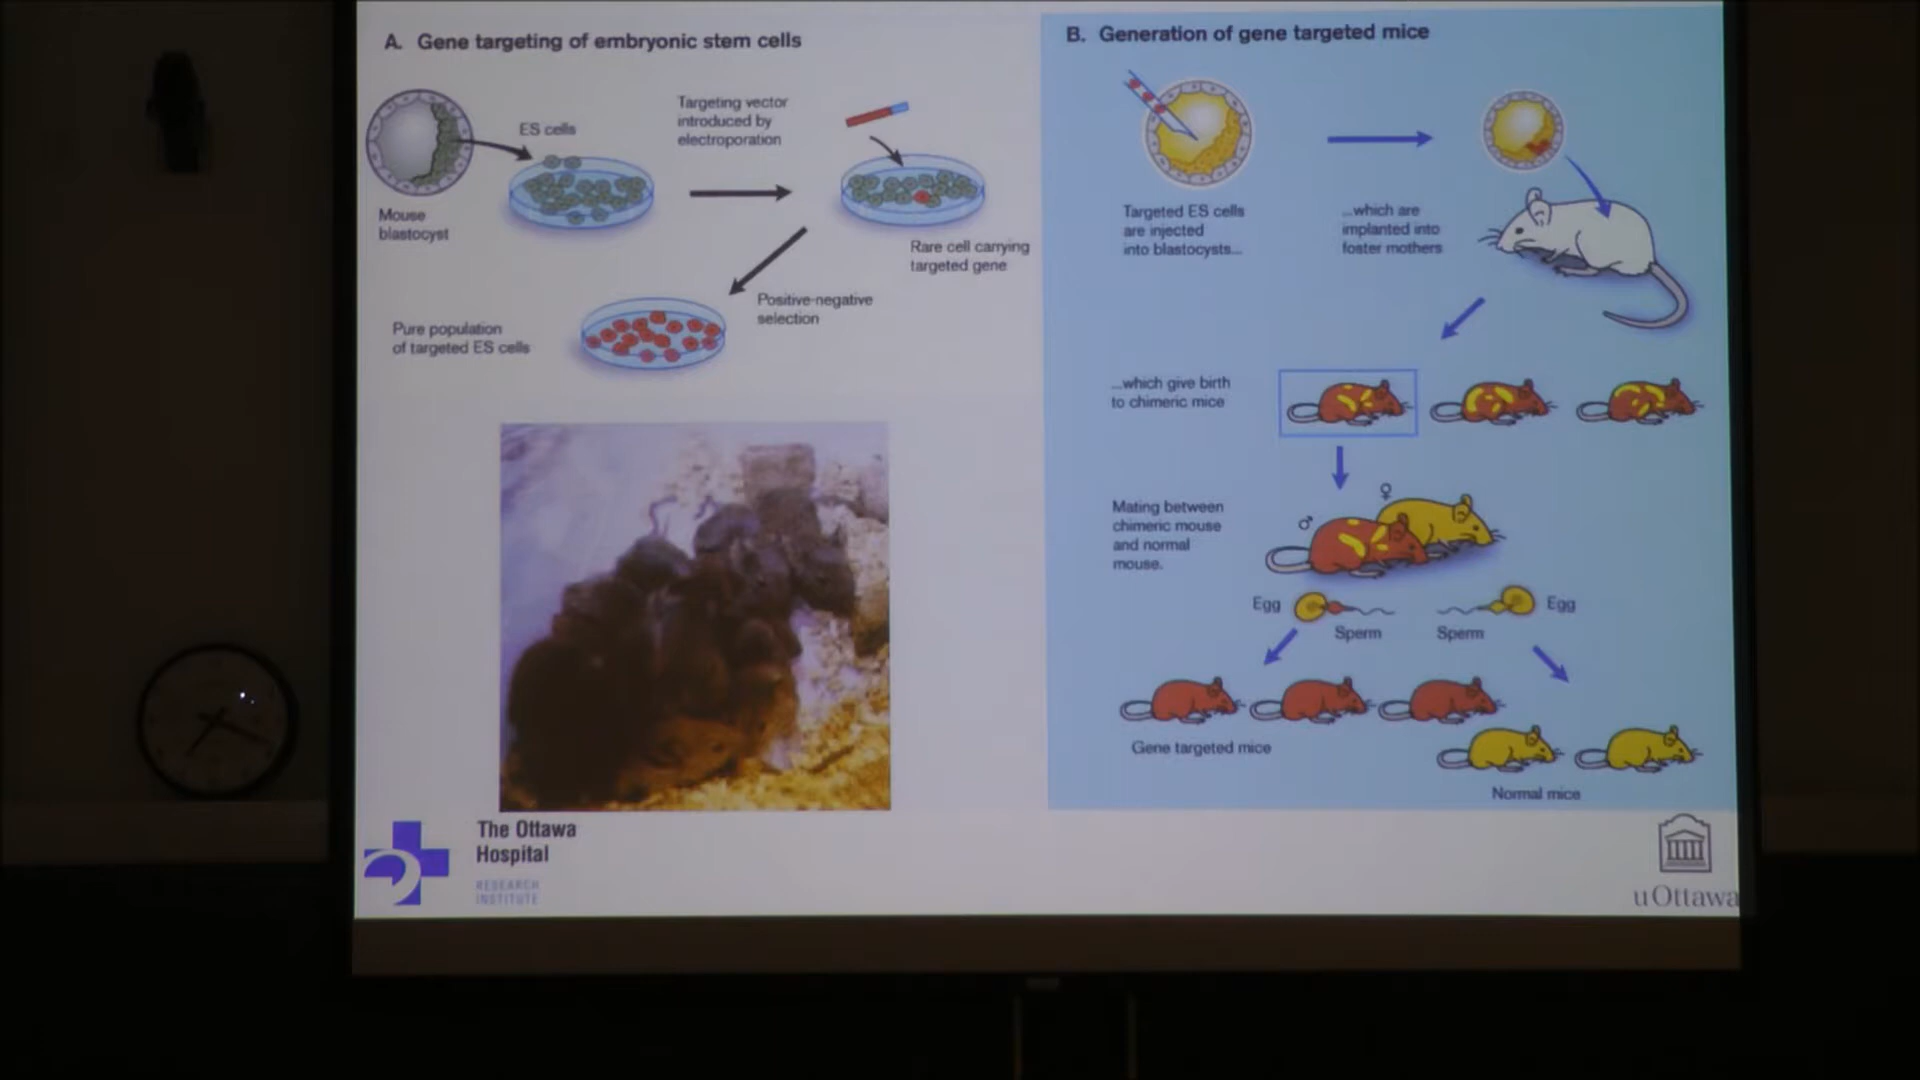 A. Gene targeting of embryonic stem cells
ES cells
Targeting vector
introduced by
electroporation
Mouse
blastocyst
Rare cell carrying
targeted gene
Positive-negative
selection
Pure population
of targeted ES cells
B. Generation of gene targeted mice
Targeted ES cells
are injected
into blastocysts...
...which are
implanted into
foster mothers
...which give birth
to chimeric mice
♀
♂
Mating between
chimeric mouse
and normal
mouse.
Egg
Sperm
Sperm
Egg
Gene targeted mice
Normal mice
The Ottawa
Hospital
RESEARCH
INSTITUTE
uOttawa